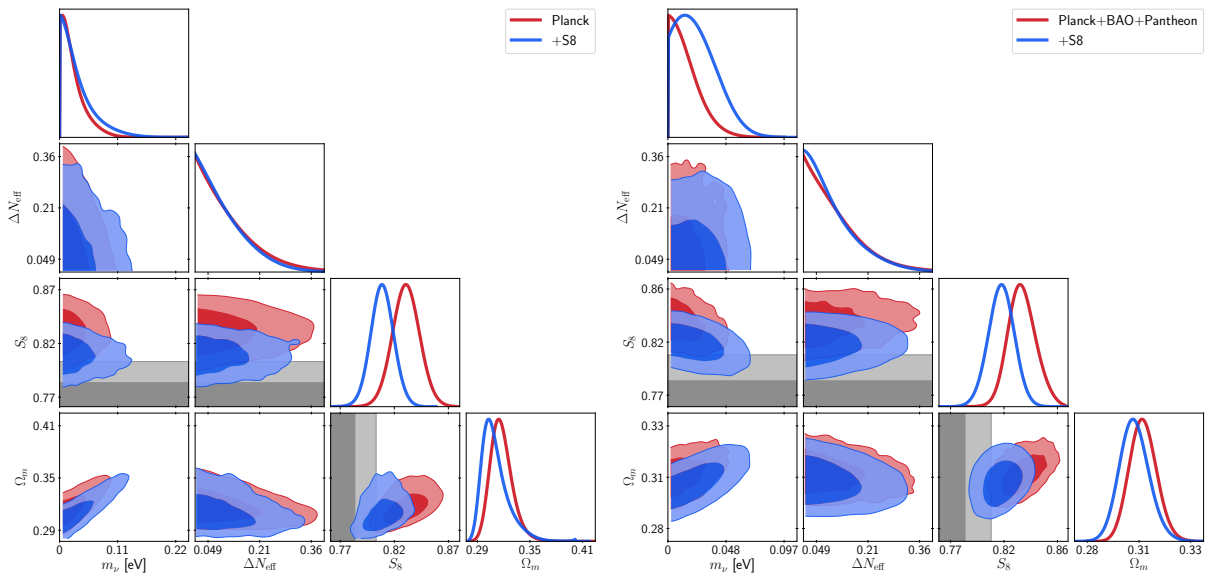 Planck
+S8
ΔN_eff
0.36
0.21
0.049
S_8
0.87
0.82
0.77
Ω_m
0.41
0.35
0.29
0 0.11 0.22
m_ν [eV]
0.049 0.21 0.36
ΔN_eff
0.77 0.82 0.87
S_8
0.29 0.35 0.41
Ω_m
Planck+BAO+Pantheon
+S8
ΔN_eff
0.36
0.21
0.049
S_8
0.86
0.82
0.77
Ω_m
0.33
0.31
0.28
0 0.048 0.097
m_ν [eV]
0.049 0.21 0.36
ΔN_eff
0.77 0.82 0.86
S_8
0.28 0.31 0.33
Ω_m